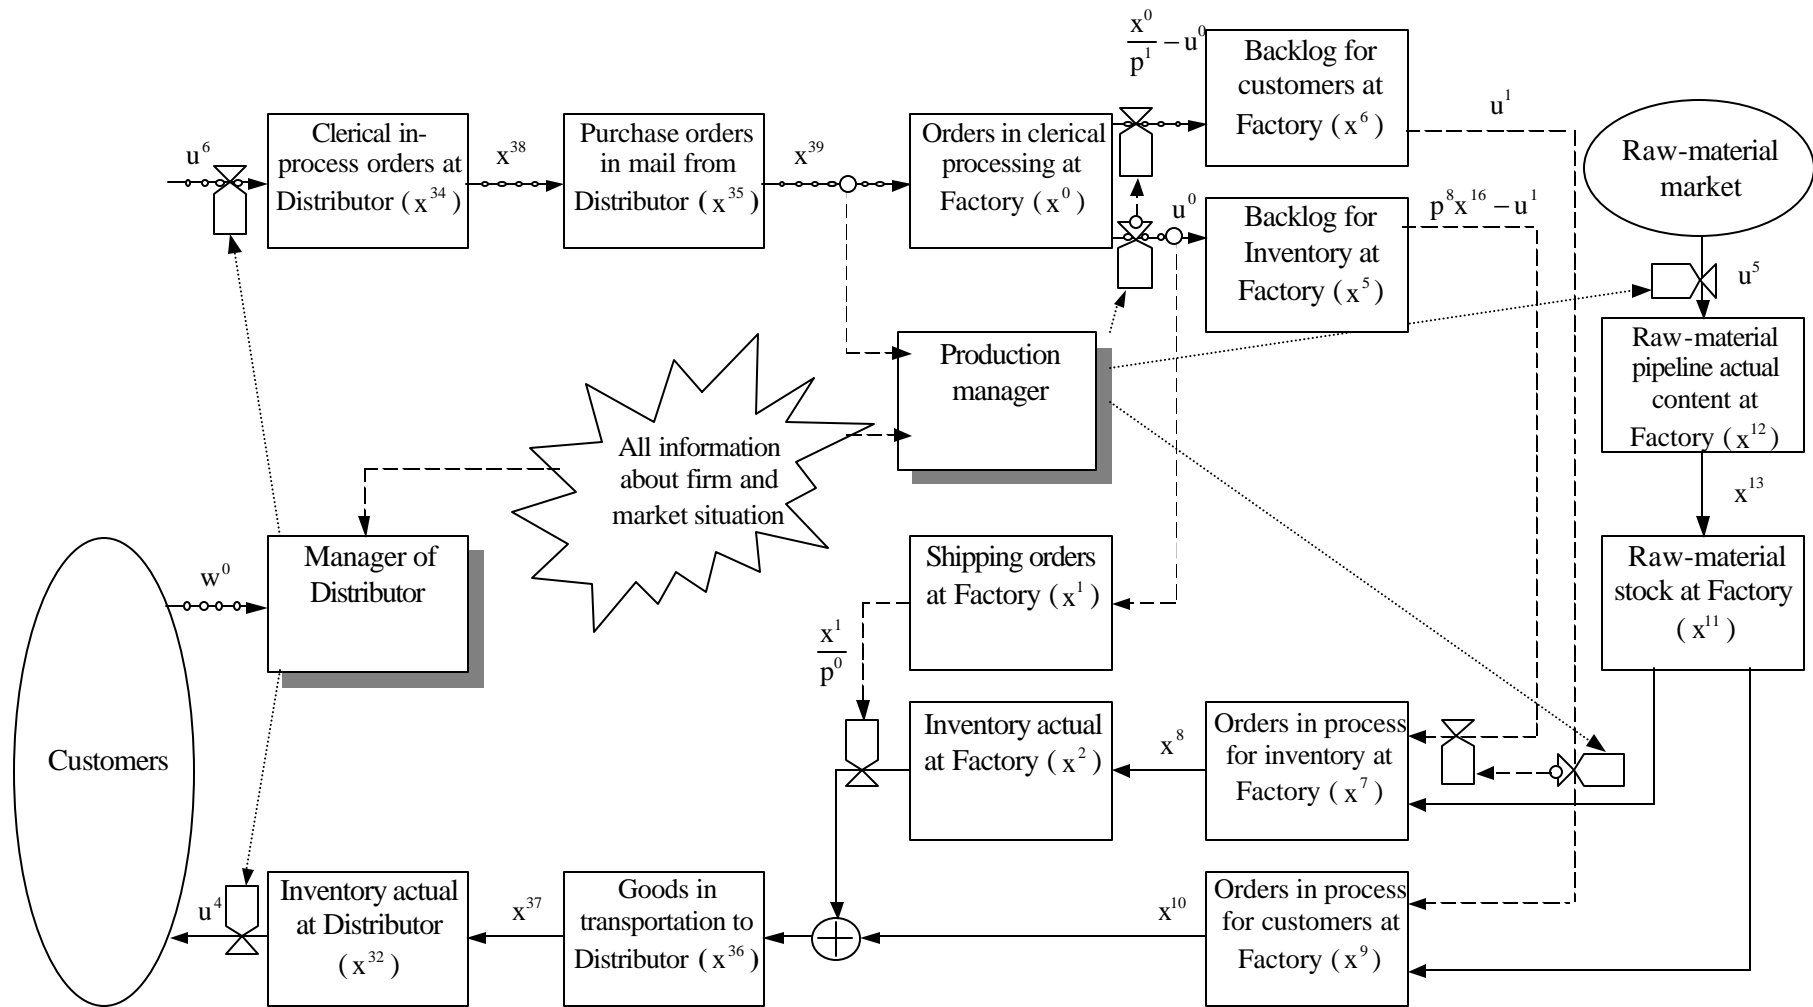 x⁰
p¹
− u⁰
Backlog for
customers at
Factory (x⁶)
u¹
u⁶
Clerical in-
process orders at
Distributor (x³⁴)
x³⁸
Purchase orders
in mail from
Distributor (x³⁵)
x³⁹
Orders in clerical
processing at
Factory (x⁰)
Raw-material
market
u⁰
Backlog for
Inventory at
Factory (x⁵)
p⁸x¹⁶ − u¹
u⁵
Raw-material
pipeline actual
content at
Factory (x¹²)
Production
manager
All information
about firm and
market situation
x¹³
w⁰
Manager of
Distributor
Shipping orders
at Factory (x¹)
Raw-material
stock at Factory
(x¹¹)
x¹
p⁰
Customers
Inventory actual
at Factory (x²)
x⁸
Orders in process
for inventory at
Factory (x⁷)
u⁴
Inventory actual
at Distributor
(x³²)
x³⁷
Goods in
transportation to
Distributor (x³⁶)
x¹⁰
Orders in process
for customers at
Factory (x⁹)